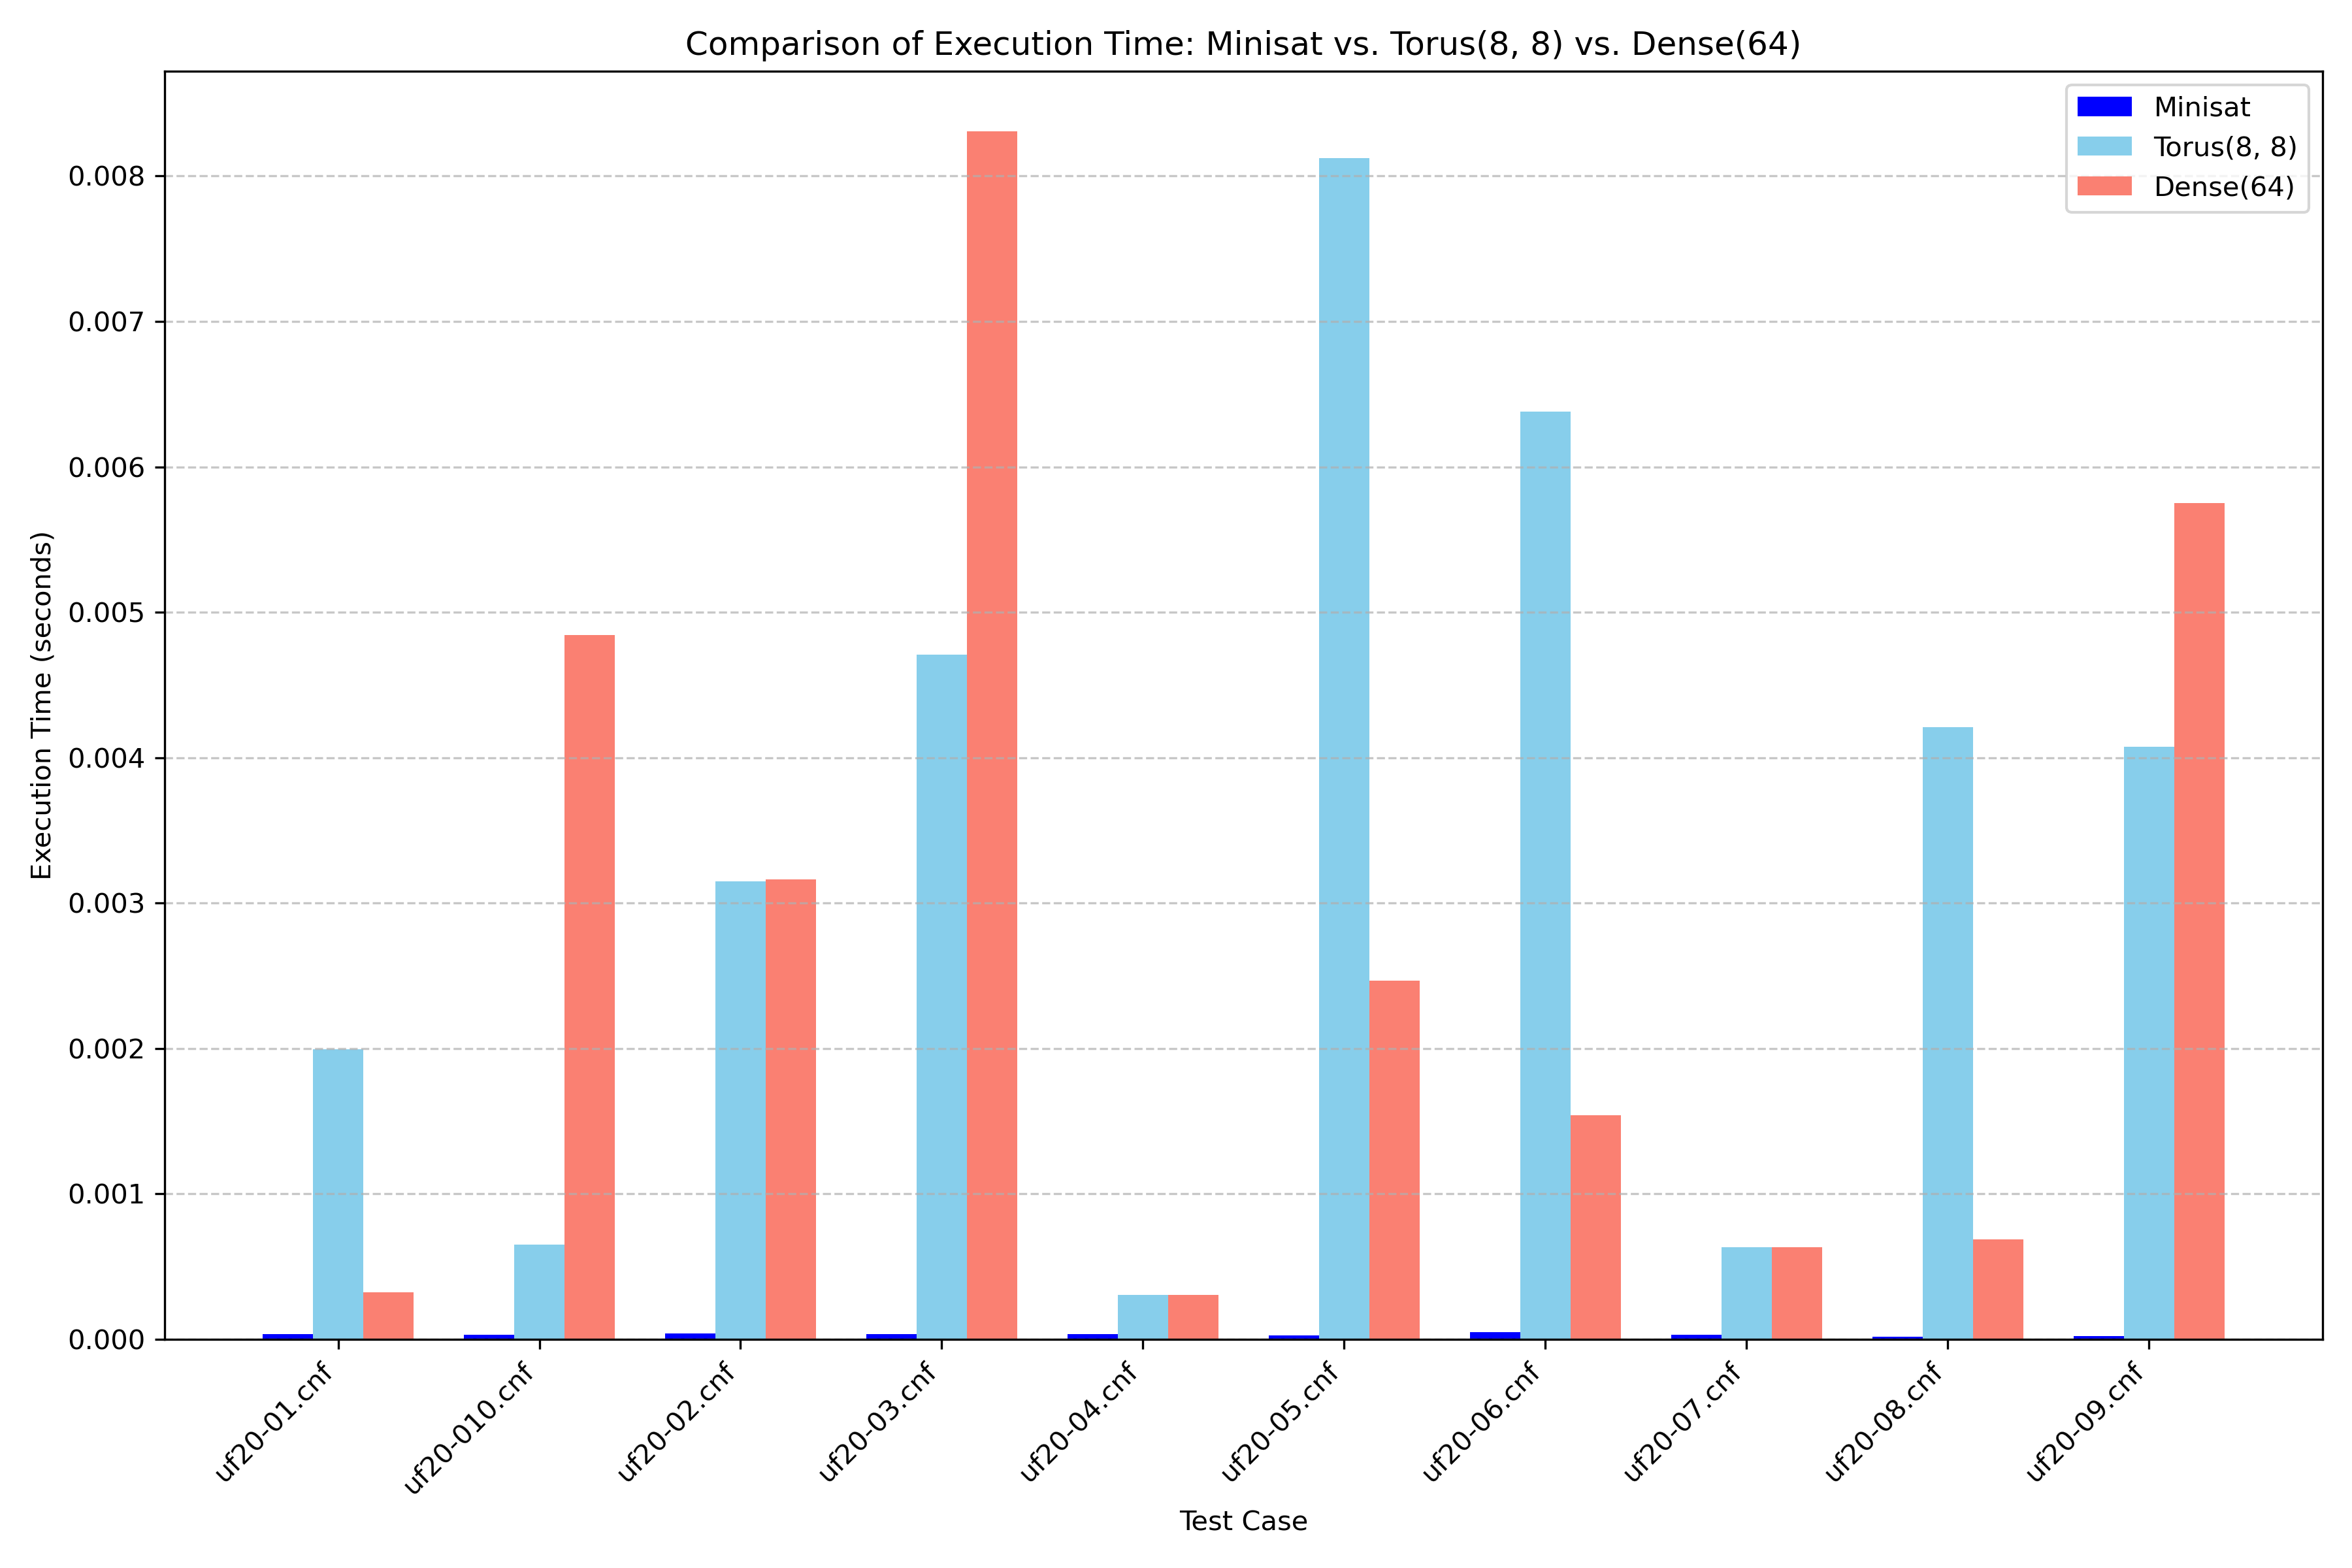 Comparison of Execution Time: Minisat vs. Torus(8, 8) vs. Dense(64)
Minisat
Torus(8, 8)
Dense(64)
Execution Time (seconds)
0.008
0.007
0.006
0.005
0.004
0.003
0.002
0.001
0.000
uf20-01.cnf
uf20-010.cnf
uf20-02.cnf
uf20-03.cnf
uf20-04.cnf
uf20-05.cnf
uf20-06.cnf
uf20-07.cnf
uf20-08.cnf
uf20-09.cnf
Test Case